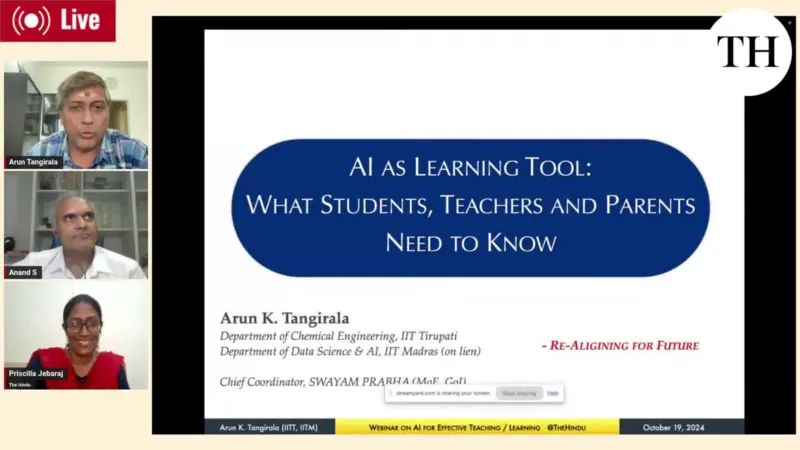 Live
TH
Arun Tangirala
Anand S
Priscilla Jebaraj
The Hindu
AI as Learning Tool:
What Students, Teachers and Parents
Need to Know
Arun K. Tangirala
Department of Chemical Engineering, IIT Tirupati
Department of Data Science & AI, IIT Madras (on lien)
- Re-Aligining for Future
Chief Coordinator, SWAYAM PRABHA (MoE, GoI)
streamyard.com is sharing your screen.
Stop sharing
Hide
Arun K. Tangirala (IITT, IITM)
Webinar on AI for Effective Teaching / Learning @TheHindu
October 19, 2024